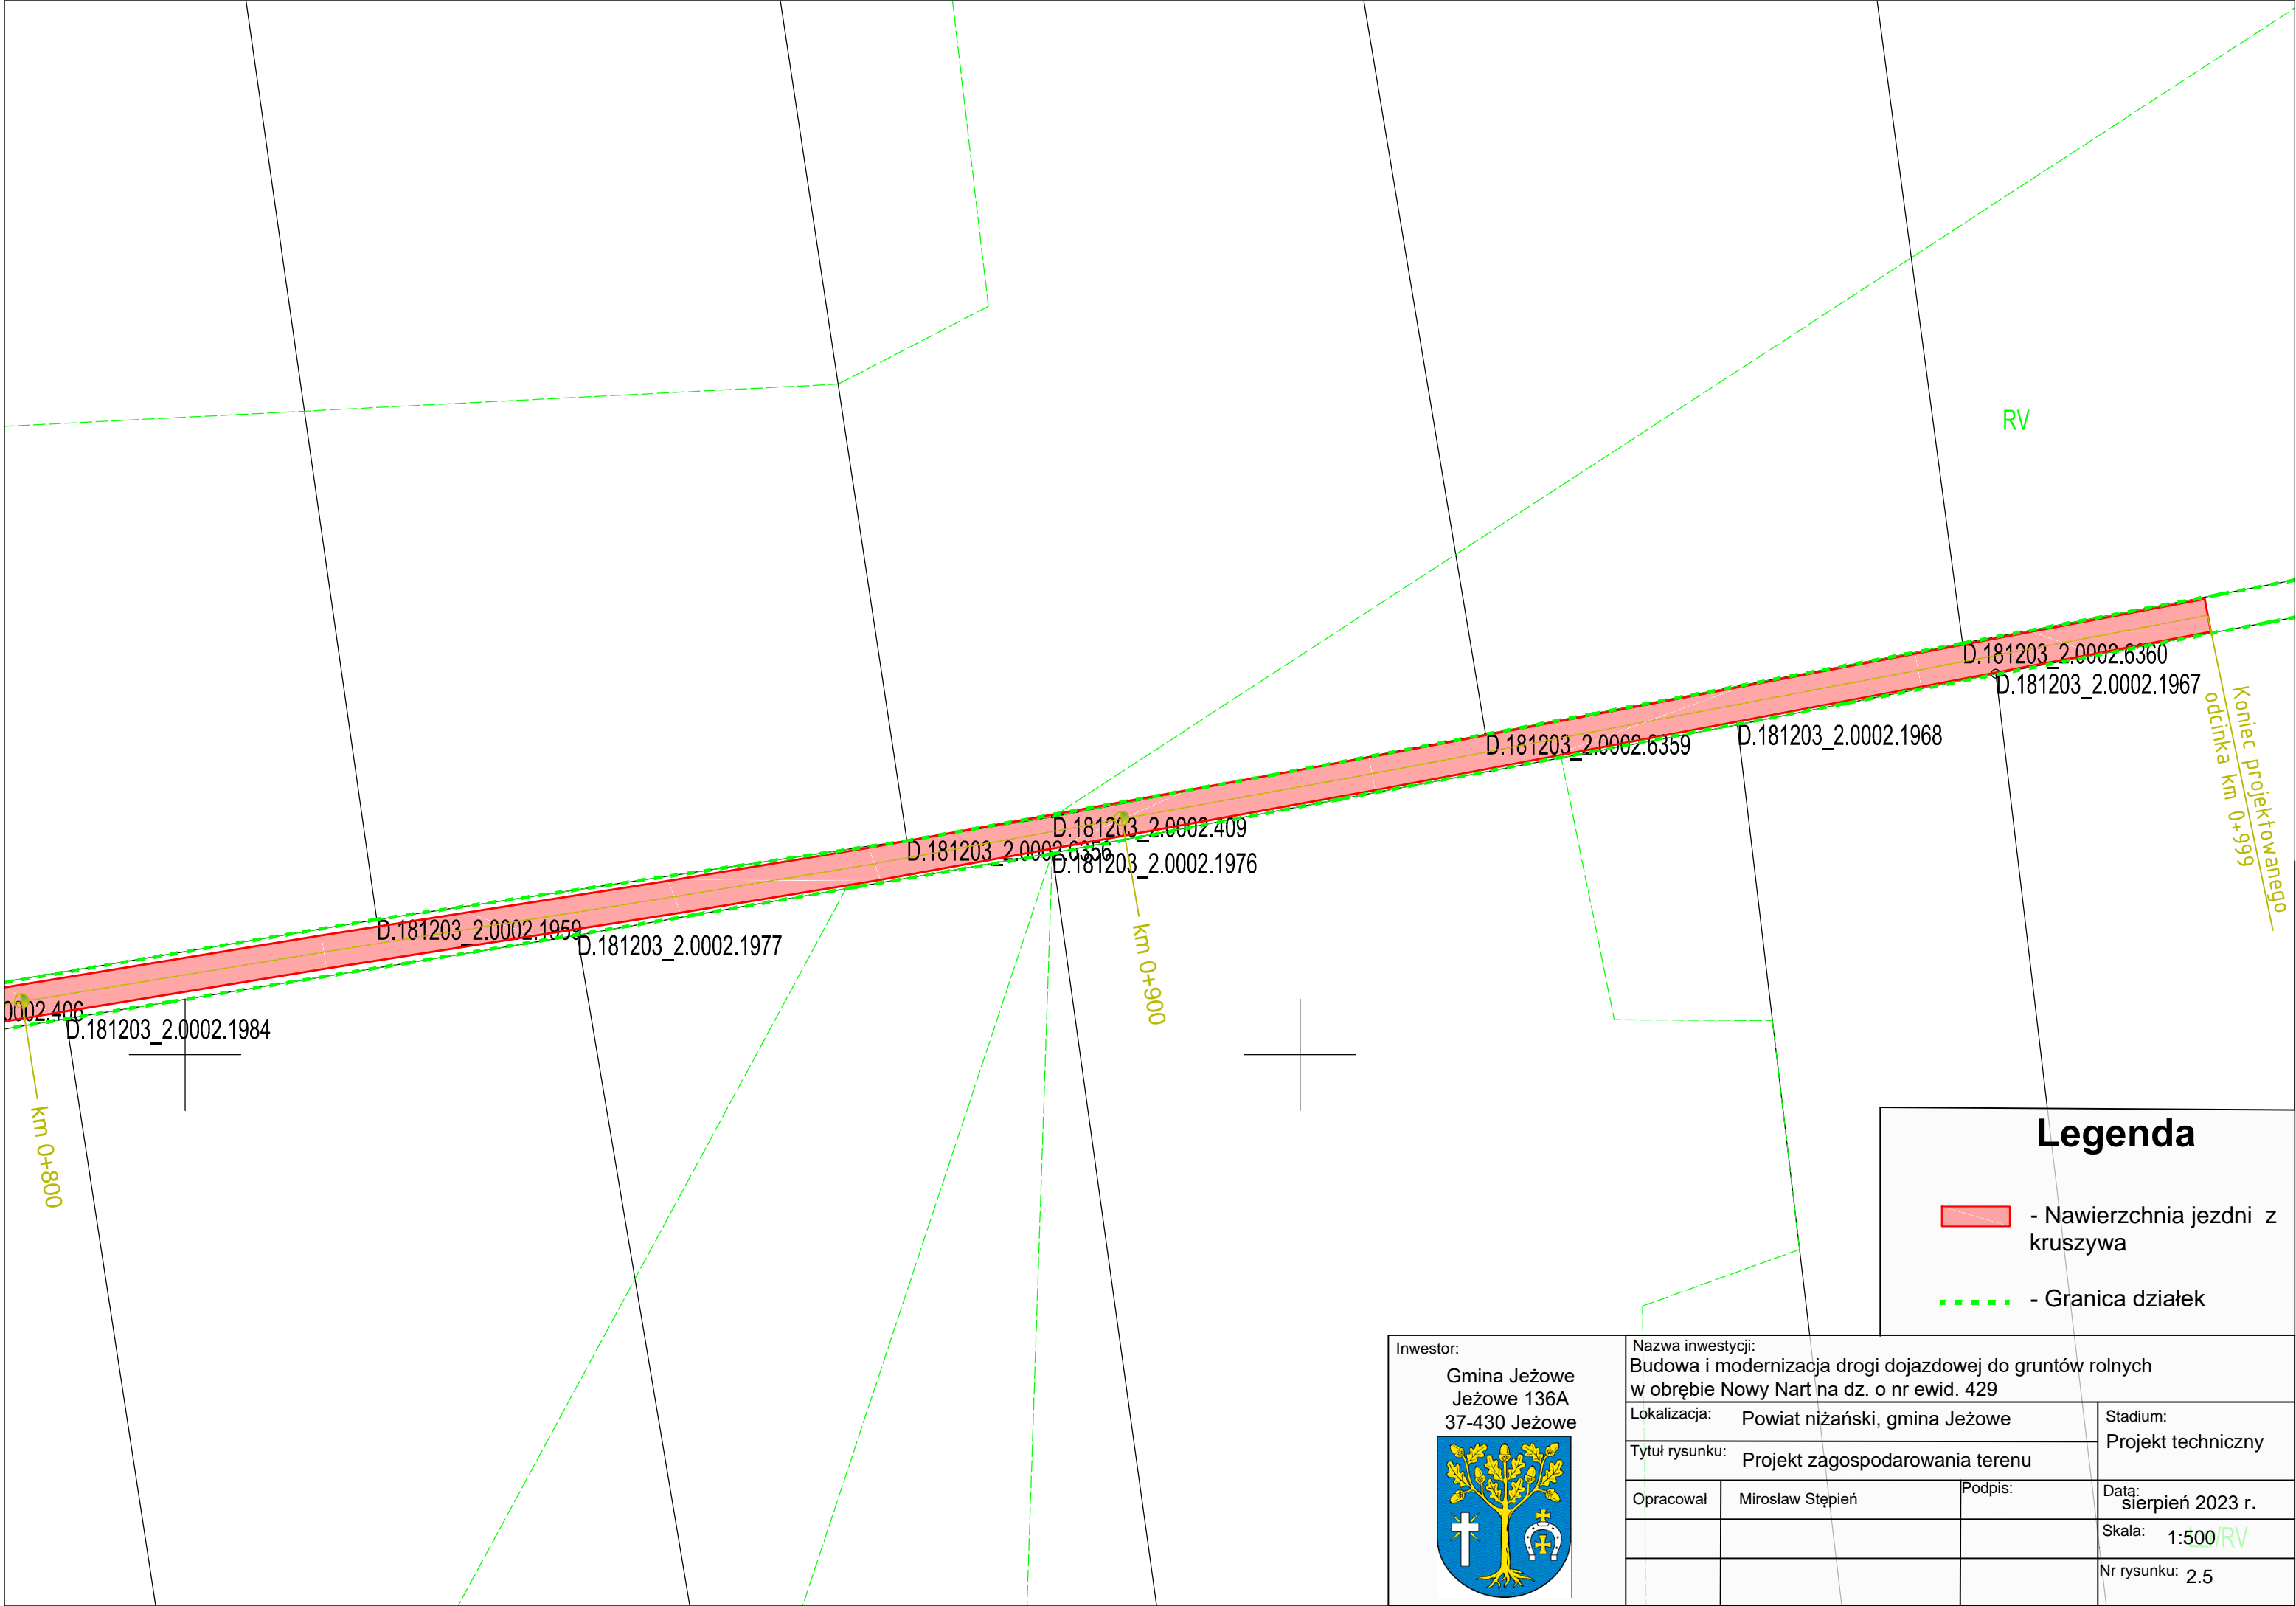 RV
D.181203_2.0002.6360
D.181203_2.0002.1967
D.181203_2.0002.1968
D.181203_2.0002.6359
Koniec projektowanego
odcinka km 0+999
D.181203_2.0002.409
D.181203_2.0002.6356
D.181203_2.0002.1976
D.181203_2.0002.1959
D.181203_2.0002.1977
km 0+900
0002.406
D.181203_2.0002.1984
km 0+800
Legenda
- Nawierzchnia jezdni z
kruszywa
- Granica działek
Inwestor:
Gmina Jeżowe
Jeżowe 136A
37-430 Jeżowe
Nazwa inwestycji:
Budowa i modernizacja drogi dojazdowej do gruntów rolnych
w obrębie Nowy Nart na dz. o nr ewid. 429
Lokalizacja: Powiat niżański, gmina Jeżowe
Stadium:
Projekt techniczny
Tytuł rysunku: Projekt zagospodarowania terenu
Opracował Mirosław Stępień Podpis:
Data: sierpień 2023 r.
Skala: 1:500
Nr rysunku: 2.5